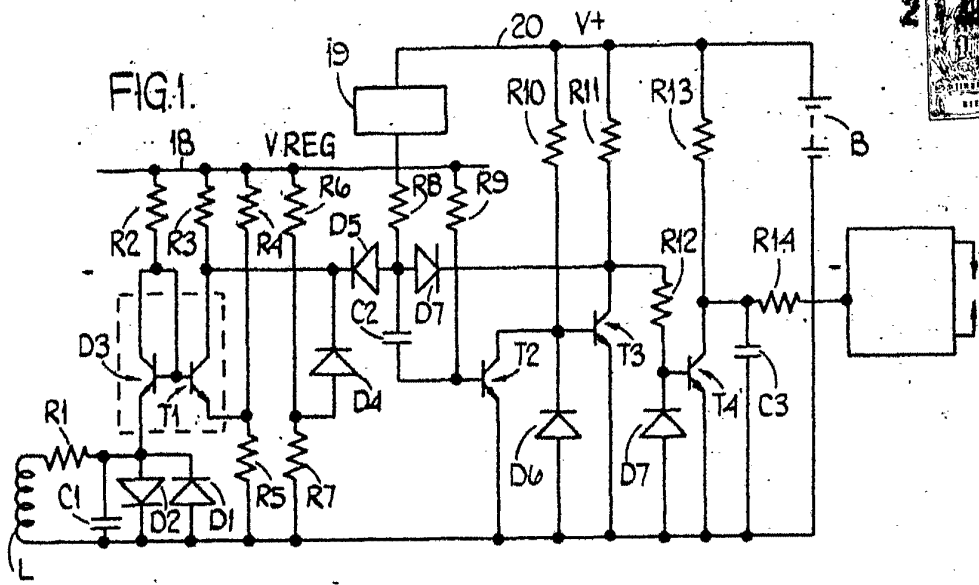 20 V+
19
FIG.1.
R10 R11 R13
B
18 V REG
R6 R8 R9
R2 R3 R4 D5
R12 R14
C2 D7
D3
T2 T3
T1 D4
T4 C3
R1
C1 D2 D1 R5 R7 D6 D7
L